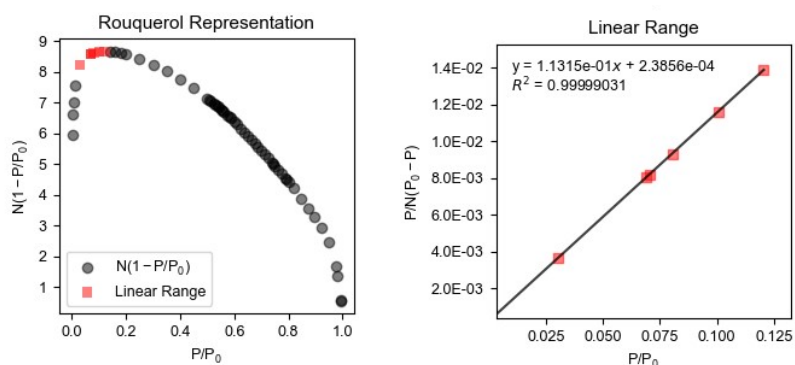 Rouquerol Representation
N(1−P/P₀)
9
8
7
6
5
4
3
2
1
N(1−P/P₀)
Linear Range
0.0 0.2 0.4 0.6 0.8 1.0
P/P₀
Linear Range
P/N(P₀−P)
1.4E-02
1.2E-02
1.0E-02
8.0E-03
6.0E-03
4.0E-03
2.0E-03
y = 1.1315e-01x + 2.3856e-04
R² = 0.99999031
0.025 0.050 0.075 0.100 0.125
P/P₀